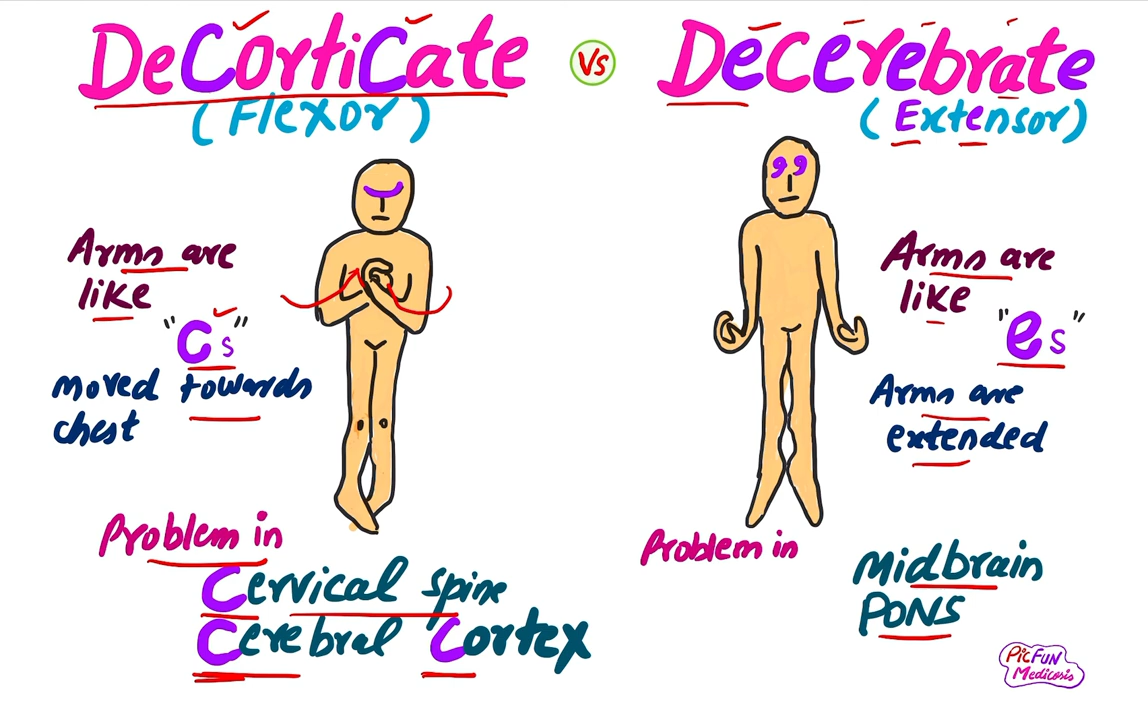 DeCortiCate
(Flexor)
Arms are
like
"Cs"
moved towards
chest
Problem in
Cervical spine
Cerebral Cortex
Vs
Decerebrate
(Extensor)
Arms are
like
"es"
Arms are
extended
Problem in
Midbrain
PONS
PicFUN
Medicosis